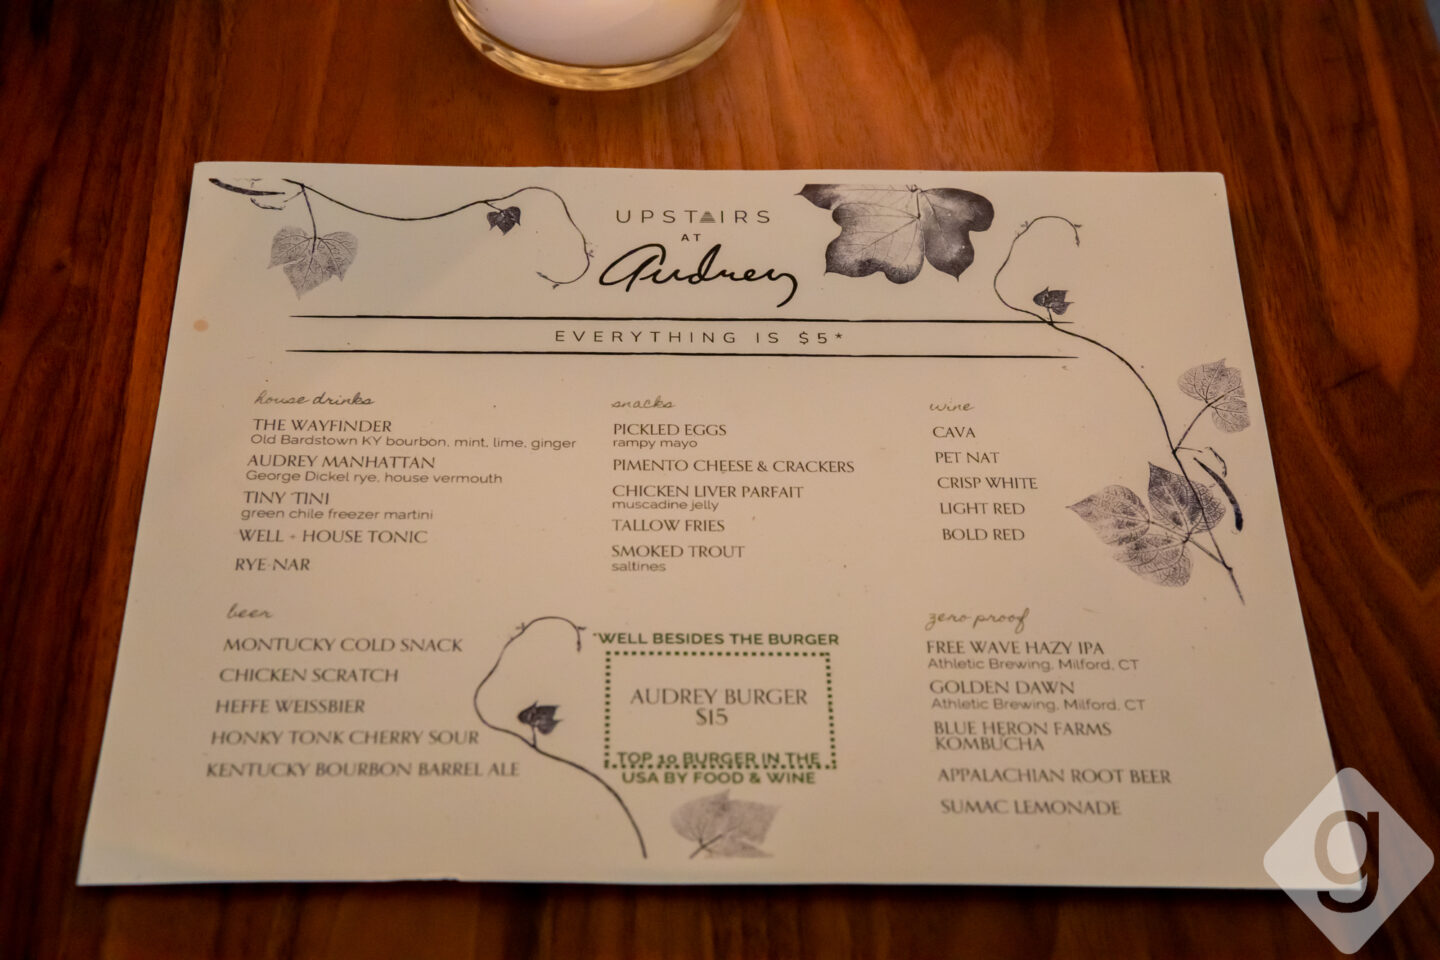 UPSTAIRS
AT
Audrey
EVERYTHING IS $5*
house drinks
THE WAYFINDER
Old Bardstown KY bourbon, mint, lime, ginger
AUDREY MANHATTAN
George Dickel rye, house vermouth
TINY 'TINI
green chile freezer martini
WELL + HOUSE TONIC
RYE-NAR
snacks
PICKLED EGGS
rampy mayo
PIMENTO CHEESE & CRACKERS
CHICKEN LIVER PARFAIT
muscadine jelly
TALLOW FRIES
SMOKED TROUT
saltines
wine
CAVA
PET NAT
CRISP WHITE
LIGHT RED
BOLD RED
beer
MONTUCKY COLD SNACK
CHICKEN SCRATCH
HEFFE WEISSBIER
HONKY TONK CHERRY SOUR
KENTUCKY BOURBON BARREL ALE
*WELL BESIDES THE BURGER
AUDREY BURGER
$15
TOP 10 BURGER IN THE
USA BY FOOD & WINE
zero proof
FREE WAVE HAZY IPA
Athletic Brewing, Milford, CT
GOLDEN DAWN
Athletic Brewing, Milford, CT
BLUE HERON FARMS
KOMBUCHA
APPALACHIAN ROOT BEER
SUMAC LEMONADE
g